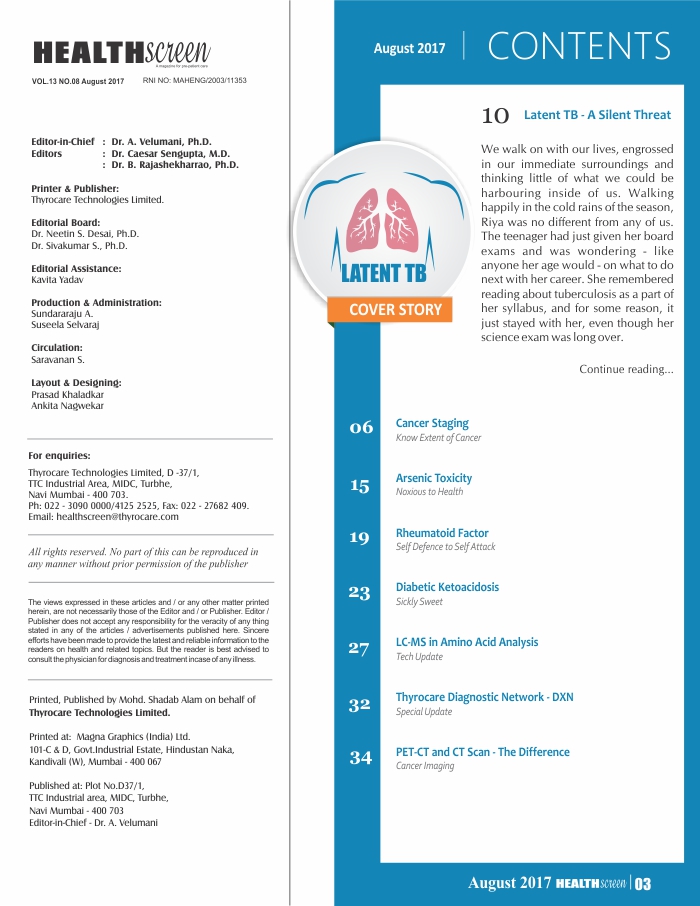 HEALTHscreen
A magazine for pro-patient care
VOL.13 NO.08 August 2017 RNI NO: MAHENG/2003/11353
Editor-in-Chief : Dr. A. Velumani, Ph.D.
Editors : Dr. Caesar Sengupta, M.D.
: Dr. B. Rajashekharrao, Ph.D.
Printer & Publisher:
Thyrocare Technologies Limited.
Editorial Board:
Dr. Neetin S. Desai, Ph.D.
Dr. Sivakumar S., Ph.D.
Editorial Assistance:
Kavita Yadav
Production & Administration:
Sundararaju A.
Suseela Selvaraj
Circulation:
Saravanan S.
Layout & Designing:
Prasad Khaladkar
Ankita Nagwekar
For enquiries:
Thyrocare Technologies Limited, D -37/1,
TTC Industrial Area, MIDC, Turbhe,
Navi Mumbai - 400 703.
Ph: 022 - 3090 0000/4125 2525, Fax: 022 - 27682 409.
Email: healthscreen@thyrocare.com
All rights reserved. No part of this can be reproduced in
any manner without prior permission of the publisher
The views expressed in these articles and / or any other matter printed
herein, are not necessarily those of the Editor and / or Publisher. Editor /
Publisher does not accept any responsibility for the veracity of any thing
stated in any of the articles / advertisements published here. Sincere
efforts have been made to provide the latest and reliable information to the
readers on health and related topics. But the reader is best advised to
consult the physician for diagnosis and treatment incase of any illness.
Printed, Published by Mohd. Shadab Alam on behalf of
Thyrocare Technologies Limited.
Printed at: Magna Graphics (India) Ltd.
101-C & D, Govt.Industrial Estate, Hindustan Naka,
Kandivali (W), Mumbai - 400 067
Published at: Plot No.D37/1,
TTC Industrial area, MIDC, Turbhe,
Navi Mumbai - 400 703
Editor-in-Chief - Dr. A. Velumani
August 2017 CONTENTS
LATENT TB
COVER STORY
10 Latent TB - A Silent Threat
We walk on with our lives, engrossed
in our immediate surroundings and
thinking little of what we could be
harbouring inside of us. Walking
happily in the cold rains of the season,
Riya was no different from any of us.
The teenager had just given her board
exams and was wondering - like
anyone her age would - on what to do
next with her career. She remembered
reading about tuberculosis as a part of
her syllabus, and for some reason, it
just stayed with her, even though her
science exam was long over.
Continue reading...
06 Cancer Staging
Know Extent of Cancer
15 Arsenic Toxicity
Noxious to Health
19 Rheumatoid Factor
Self Defence to Self Attack
23 Diabetic Ketoacidosis
Sickly Sweet
27 LC-MS in Amino Acid Analysis
Tech Update
32 Thyrocare Diagnostic Network - DXN
Special Update
34 PET-CT and CT Scan - The Difference
Cancer Imaging
August 2017 HEALTHscreen 03